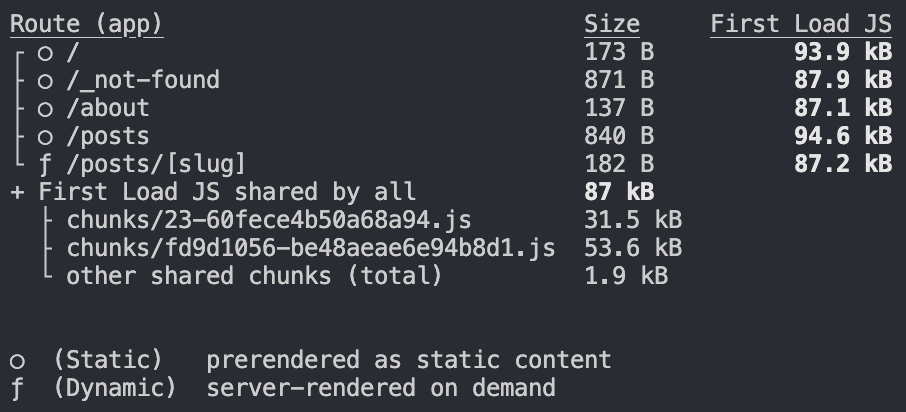 Route (app) Size First Load JS
┌ ○ / 173 B 93.9 kB
├ ○ /_not-found 871 B 87.9 kB
├ ○ /about 137 B 87.1 kB
├ ○ /posts 840 B 94.6 kB
└ ƒ /posts/[slug] 182 B 87.2 kB
+ First Load JS shared by all 87 kB
├ chunks/23-60fece4b50a68a94.js 31.5 kB
├ chunks/fd9d1056-be48aeae6e94b8d1.js 53.6 kB
└ other shared chunks (total) 1.9 kB
○ (Static) prerendered as static content
ƒ (Dynamic) server-rendered on demand